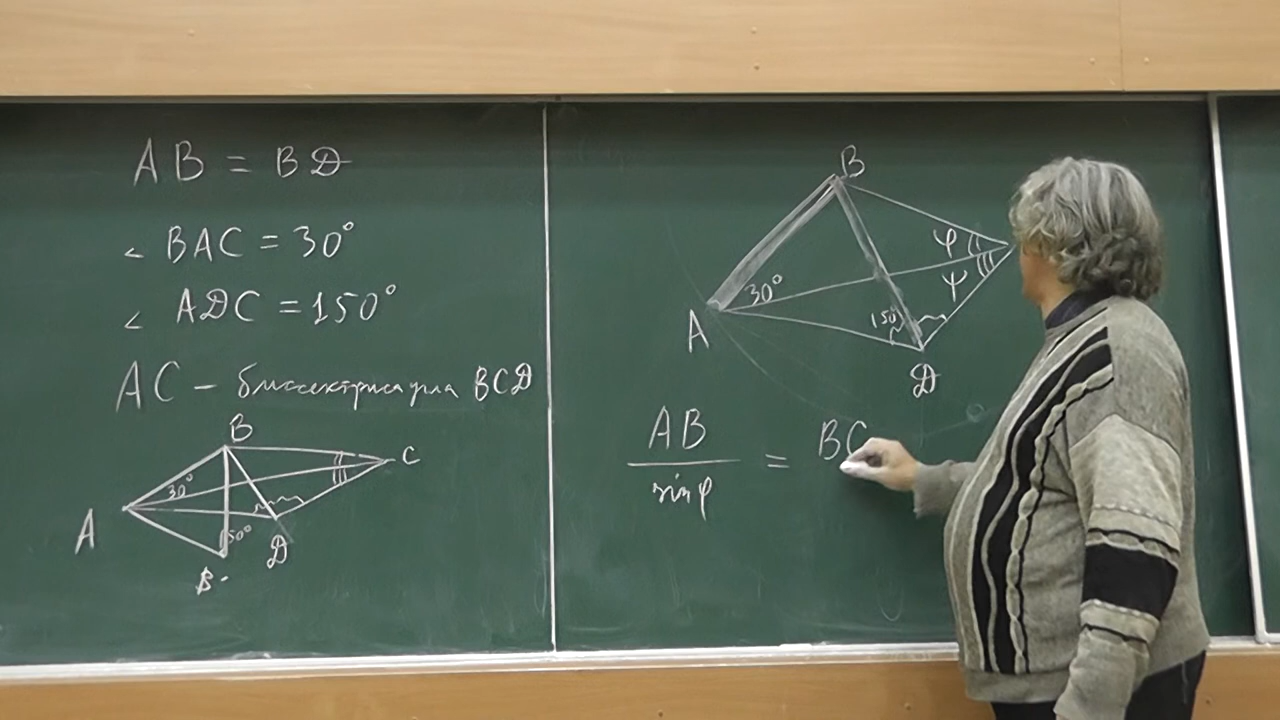 AB = BD
∠ BAC = 30°
∠ ADC = 150°
AC – биссектриса угла BCD
B
30°
C
A
150°
D
B
B
φ
30°
ψ
150
A
D
AB / sin φ = BC